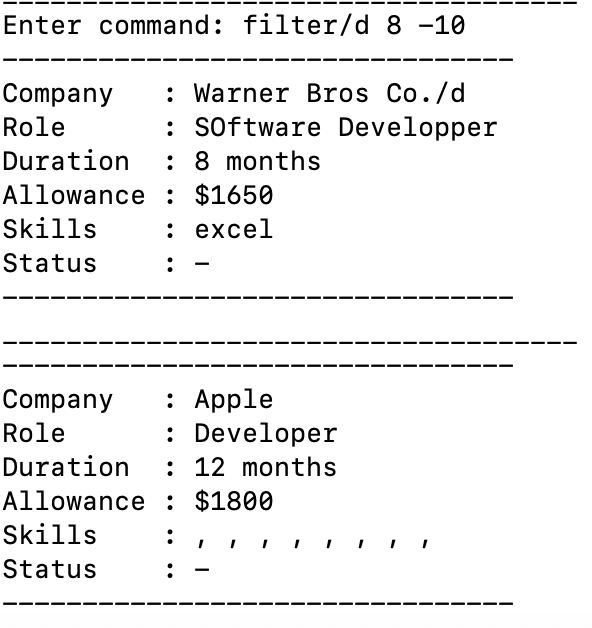 ------------------------------------
Enter command: filter/d 8 -10
--------------------------------
Company   : Warner Bros Co./d
Role      : SOftware Developper
Duration  : 8 months
Allowance : $1650
Skills    : excel
Status    : -
--------------------------------
------------------------------------
--------------------------------
Company   : Apple
Role      : Developer
Duration  : 12 months
Allowance : $1800
Skills    : , , , , , , , ,
Status    : -
--------------------------------